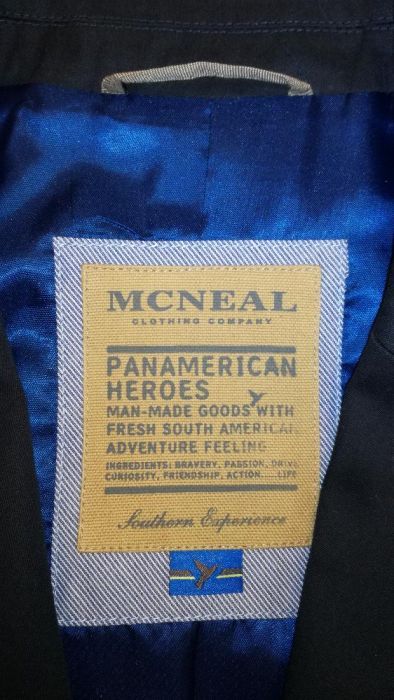 MCNEAL
CLOTHING COMPANY
PANAMERICAN
HEROES
MAN-MADE GOODS WITH
FRESH SOUTH AMERICAN
ADVENTURE FEELING
INGREDIENTS: BRAVERY, PASSION, DRIVE
CURIOSITY, FRIENDSHIP, ACTION... LIFE
Southern Experience